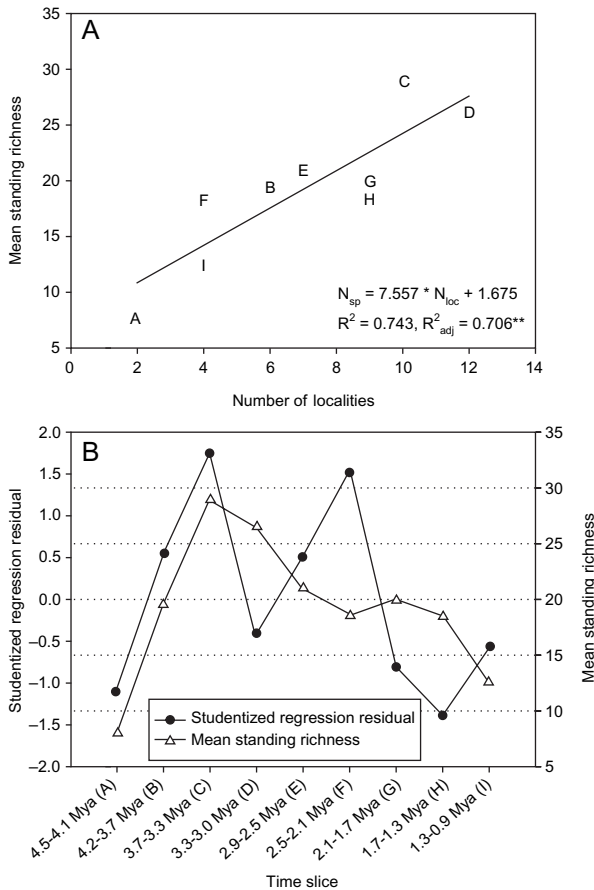 A
35
30
25
20
15
10
5
Mean standing richness
C
D
E
F
B
G
H
I
A
N_sp = 7.557 * N_loc + 1.675
R² = 0.743, R²_adj = 0.706**
0 2 4 6 8 10 12 14
Number of localities
B
2.0
1.5
1.0
0.5
0.0
–0.5
–1.0
–1.5
–2.0
Studentized regression residual
35
30
25
20
15
10
5
Mean standing richness
Studentized regression residual
Mean standing richness
4.5-4.1 Mya (A)
4.2-3.7 Mya (B)
3.7-3.3 Mya (C)
3.3-3.0 Mya (D)
2.9-2.5 Mya (E)
2.5-2.1 Mya (F)
2.1-1.7 Mya (G)
1.7-1.3 Mya (H)
1.3-0.9 Mya (I)
Time slice